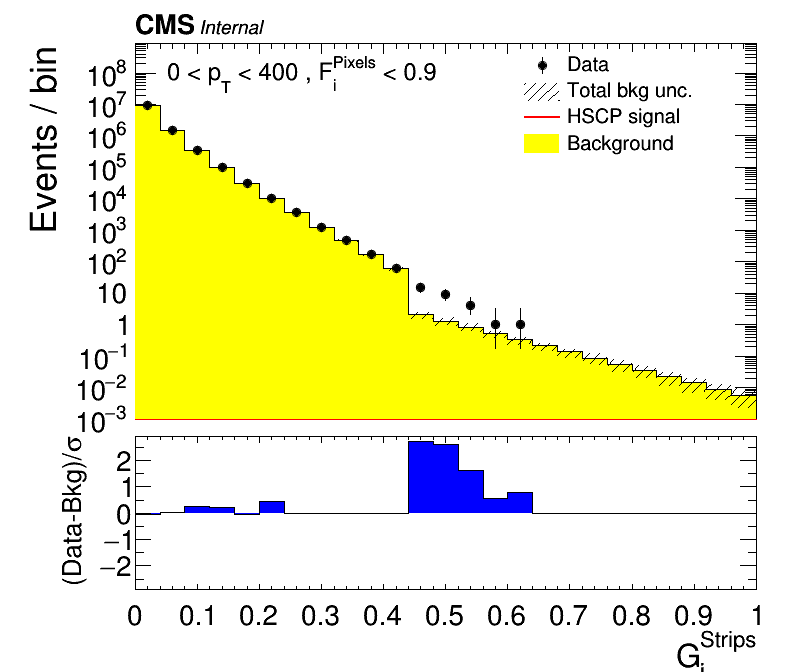 CMS Internal
0 < p_T < 400 , F_i^Pixels < 0.9
Data
Total bkg unc.
HSCP signal
Background
Events / bin
10^8
10^7
10^6
10^5
10^4
10^3
10^2
10
1
10^−1
10^−2
10^−3
(Data-Bkg)/σ
2
1
0
−1
−2
0 0.1 0.2 0.3 0.4 0.5 0.6 0.7 0.8 0.9 1
G_i^Strips